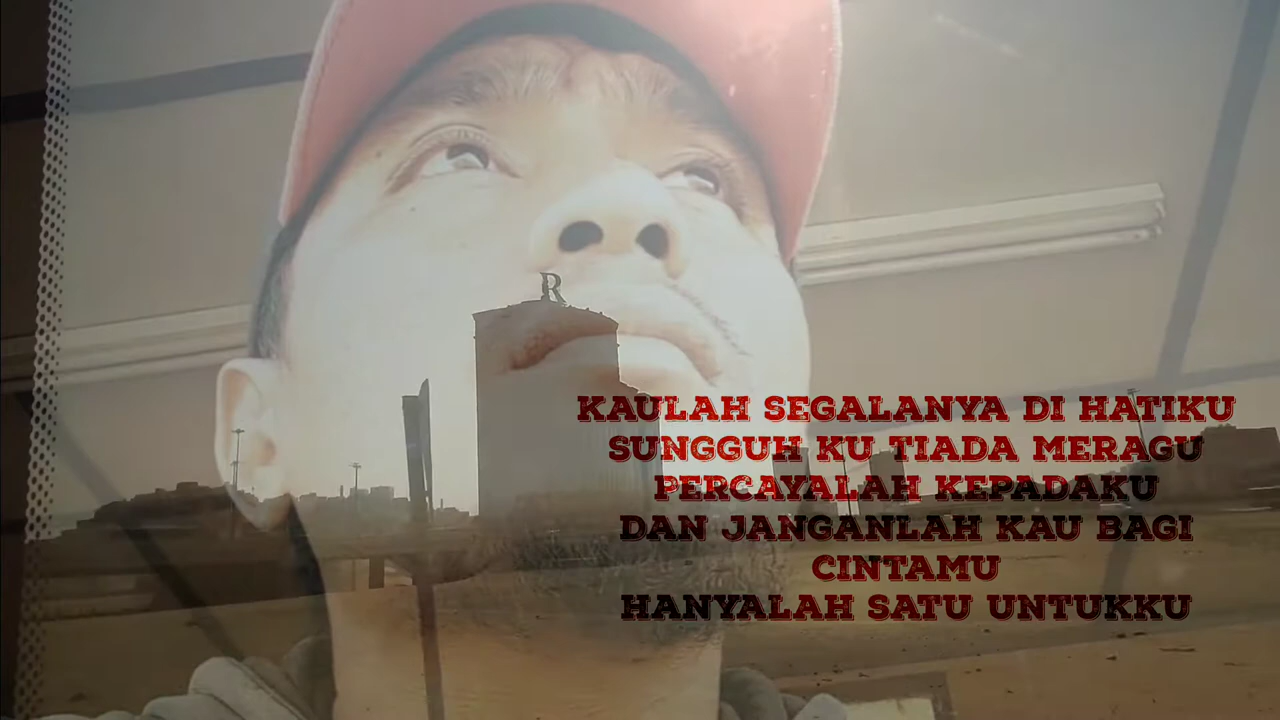 R
KAULAH SEGALANYA DI HATIKU
SUNGGUH KU TIADA MERAGU
PERCAYALAH KEPADAKU
DAN JANGANLAH KAU BAGI
CINTAMU
HANYALAH SATU UNTUKKU